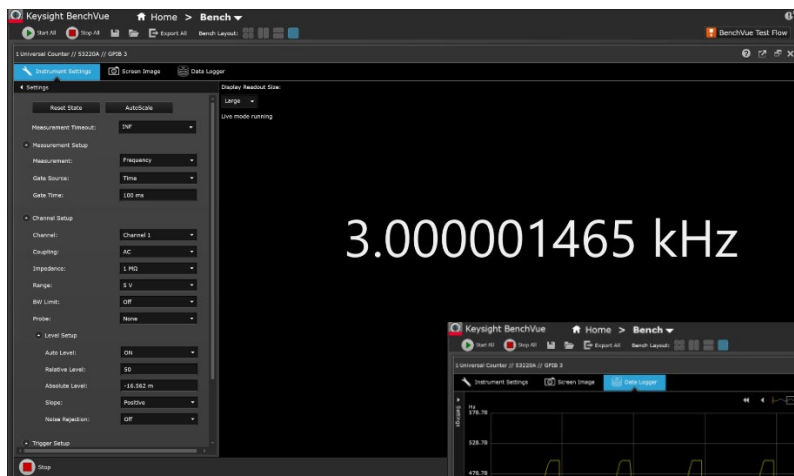 Keysight BenchVue Home > Bench
Start All Stop All Export All Bench Layout: BenchVue Test Flow
1 Universal Counter // 53220A // GPIB 3
Instrument Settings Screen Image Data Logger
Settings
Reset State AutoScale
Measurement Timeout: INF
Measurement Setup
Measurement: Frequency
Gate Source: Time
Gate Time: 100 ms
Channel Setup
Channel: Channel 1
Coupling: AC
Impedance: 1 MΩ
Range: 5 V
BW Limit: Off
Probe: None
Level Setup
Auto Level: ON
Relative Level: 50
Absolute Level: -16.562 m
Slope: Positive
Noise Rejection: Off
Trigger Setup
Stop
Display Readout Size:
Large
Live mode running
3.000001465 kHz
Keysight BenchVue Home > Bench
Start All Stop All Export All Bench Layout:
1 Universal Counter // 53220A // GPIB 3
Instrument Settings Screen Image Data Logger
Settings
Hz
578.78
528.78
478.78